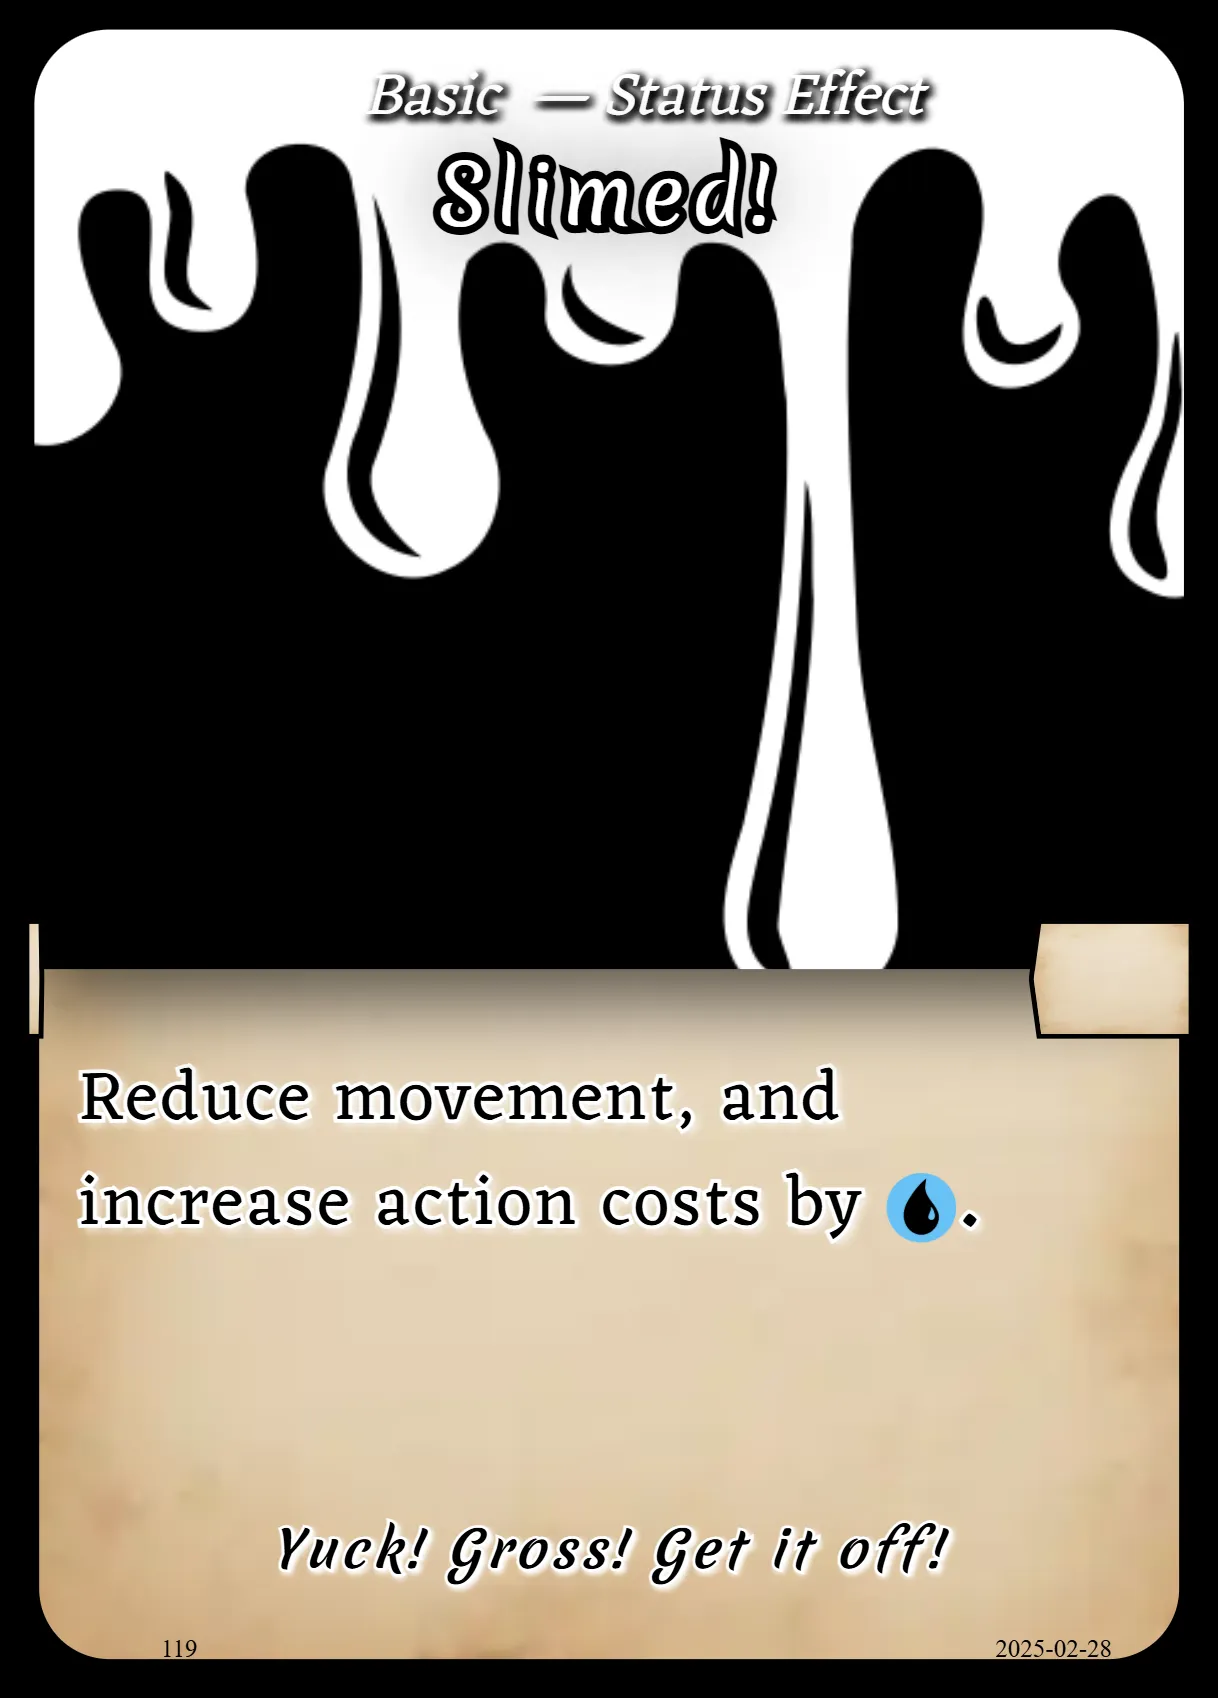 Basic — Status Effect
Slimed!
Reduce movement, and
increase action costs by .
Yuck! Gross! Get it off!
119
2025-02-28